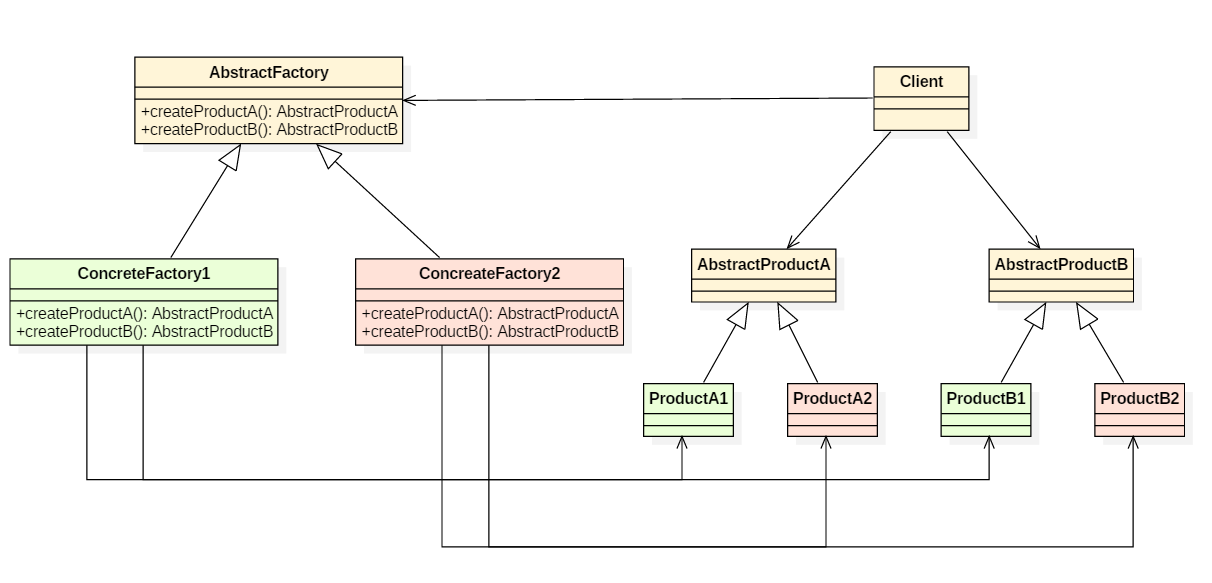 AbstractFactory
+createProductA(): AbstractProductA
+createProductB(): AbstractProductB
Client
ConcreteFactory1
+createProductA(): AbstractProductA
+createProductB(): AbstractProductB
ConcreateFactory2
+createProductA(): AbstractProductA
+createProductB(): AbstractProductB
AbstractProductA
AbstractProductB
ProductA1
ProductA2
ProductB1
ProductB2